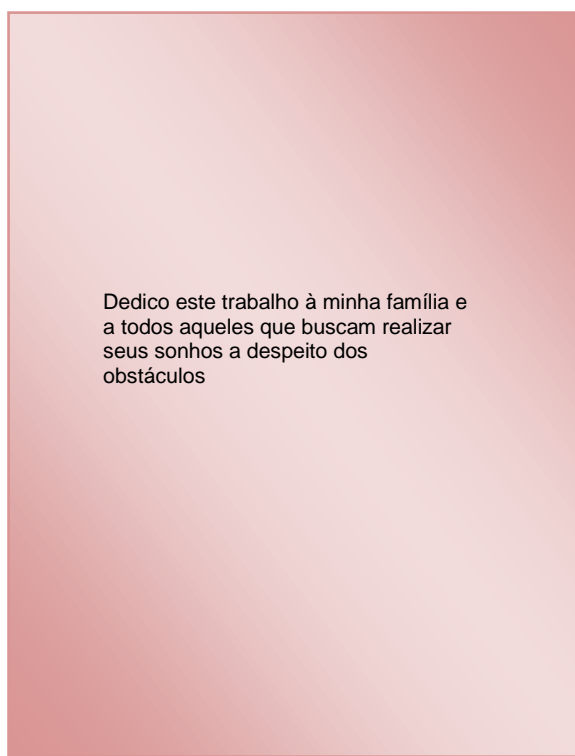 Dedico este trabalho à minha família e
a todos aqueles que buscam realizar
seus sonhos a despeito dos
obstáculos